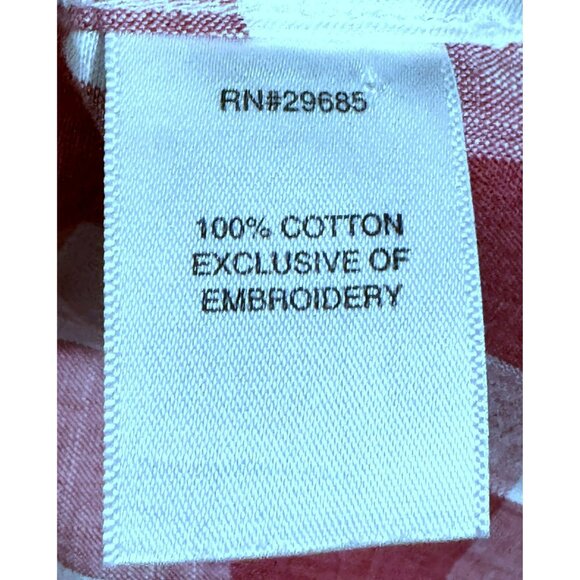 RN#29685
100% COTTON
EXCLUSIVE OF
EMBROIDERY